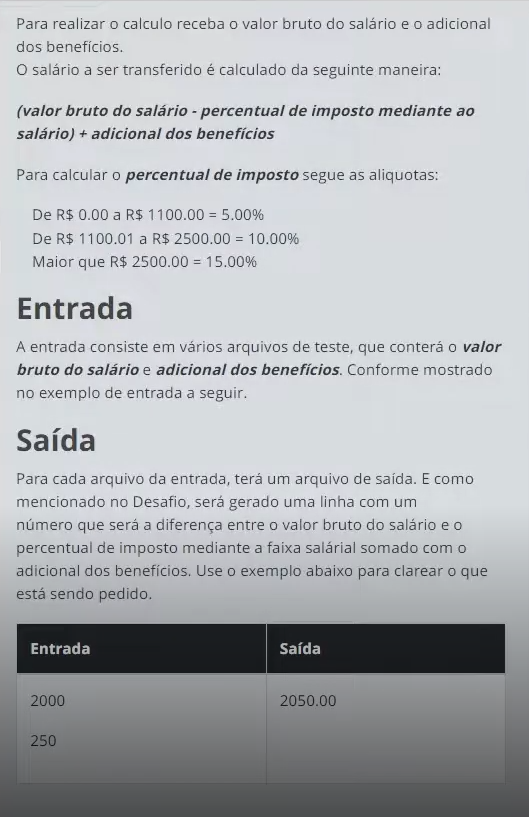 Para realizar o calculo receba o valor bruto do salário e o adicional
dos benefícios.
O salário a ser transferido é calculado da seguinte maneira:
(valor bruto do salário - percentual de imposto mediante ao
salário) + adicional dos benefícios
Para calcular o percentual de imposto segue as aliquotas:
De R$ 0.00 a R$ 1100.00 = 5.00%
De R$ 1100.01 a R$ 2500.00 = 10.00%
Maior que R$ 2500.00 = 15.00%
Entrada
A entrada consiste em vários arquivos de teste, que conterá o valor
bruto do salário e adicional dos benefícios. Conforme mostrado
no exemplo de entrada a seguir.
Saída
Para cada arquivo da entrada, terá um arquivo de saída. E como
mencionado no Desafio, será gerado uma linha com um
número que será a diferença entre o valor bruto do salário e o
percentual de imposto mediante a faixa salárial somado com o
adicional dos benefícios. Use o exemplo abaixo para clarear o que
está sendo pedido.
Entrada Saída
2000 2050.00
250